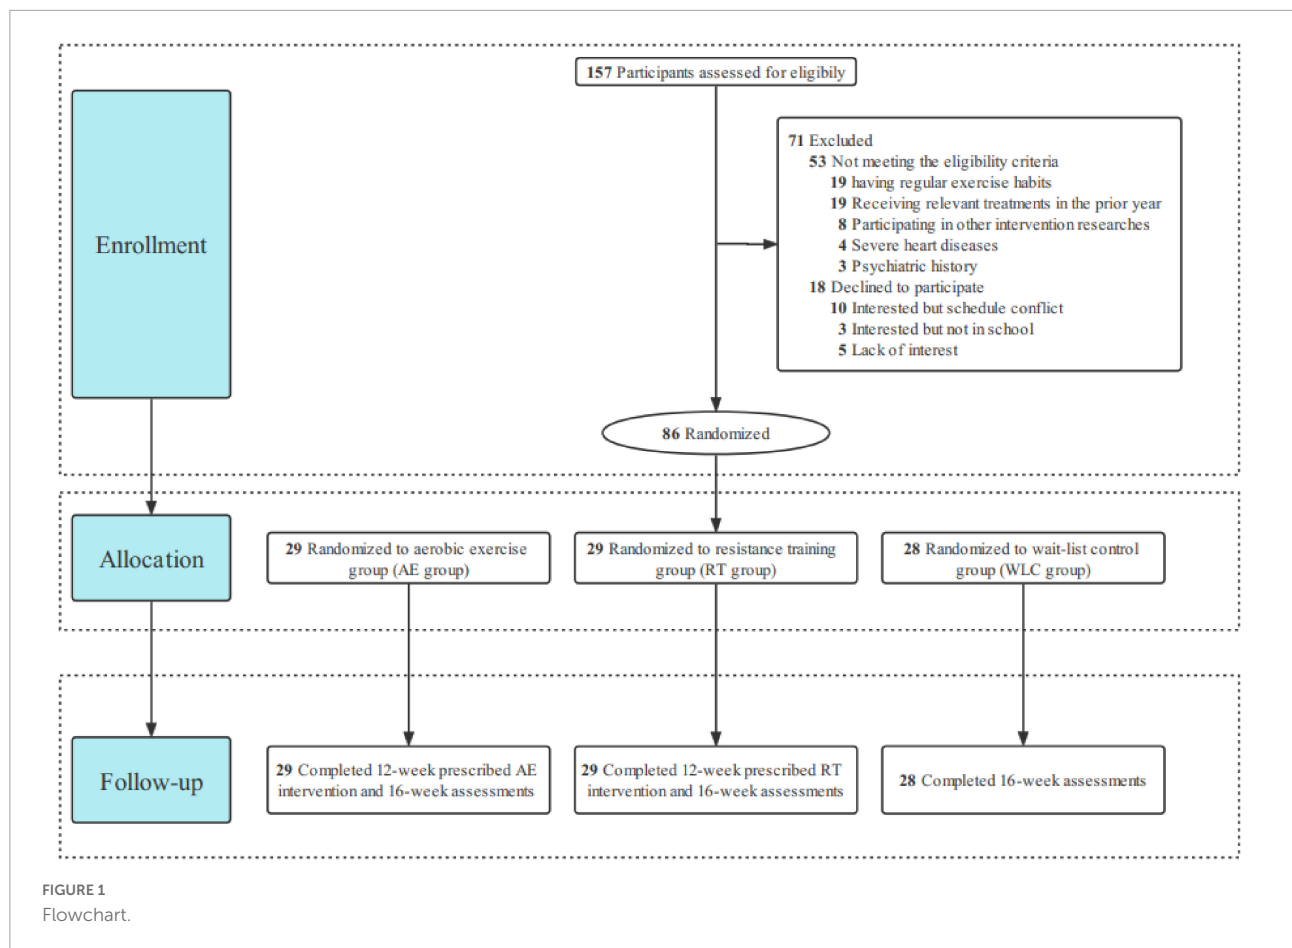 157 Participants assessed for eligibily
71 Excluded
53 Not meeting the eligibility criteria
19 having regular exercise habits
19 Receiving relevant treatments in the prior year
8 Participating in other intervention researches
4 Severe heart diseases
3 Psychiatric history
18 Declined to participate
10 Interested but schedule conflict
3 Interested but not in school
5 Lack of interest
Enrollment
86 Randomized
Allocation
29 Randomized to aerobic exercise
group (AE group)
29 Randomized to resistance training
group (RT group)
28 Randomized to wait-list control
group (WLC group)
Follow-up
29 Completed 12-week prescribed AE
intervention and 16-week assessments
29 Completed 12-week prescribed RT
intervention and 16-week assessments
28 Completed 16-week assessments
FIGURE 1
Flowchart.